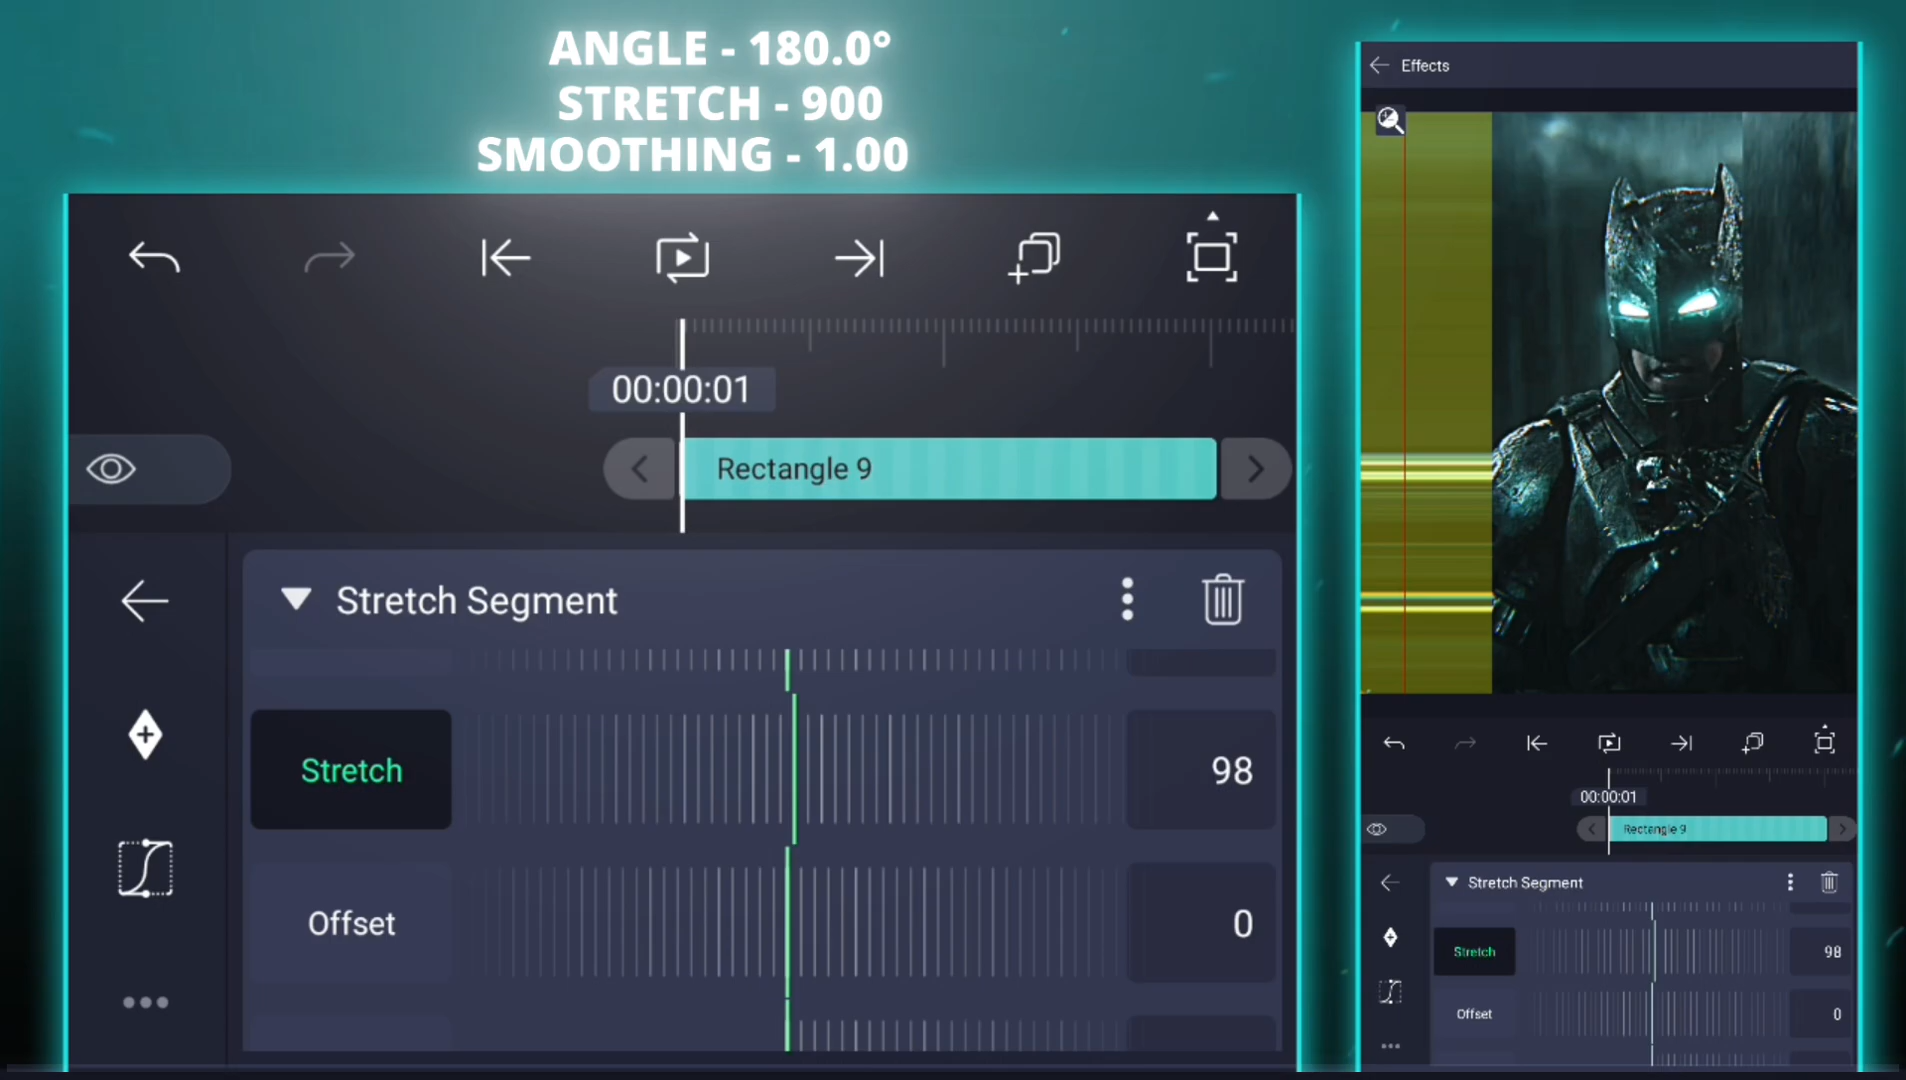 ANGLE - 180.0°
STRETCH - 900
SMOOTHING - 1.00
00:00:01
Rectangle 9
Stretch Segment
Stretch
98
Offset
0
Effects
00:00:01
Rectangle 9
Stretch Segment
Stretch
98
Offset
0